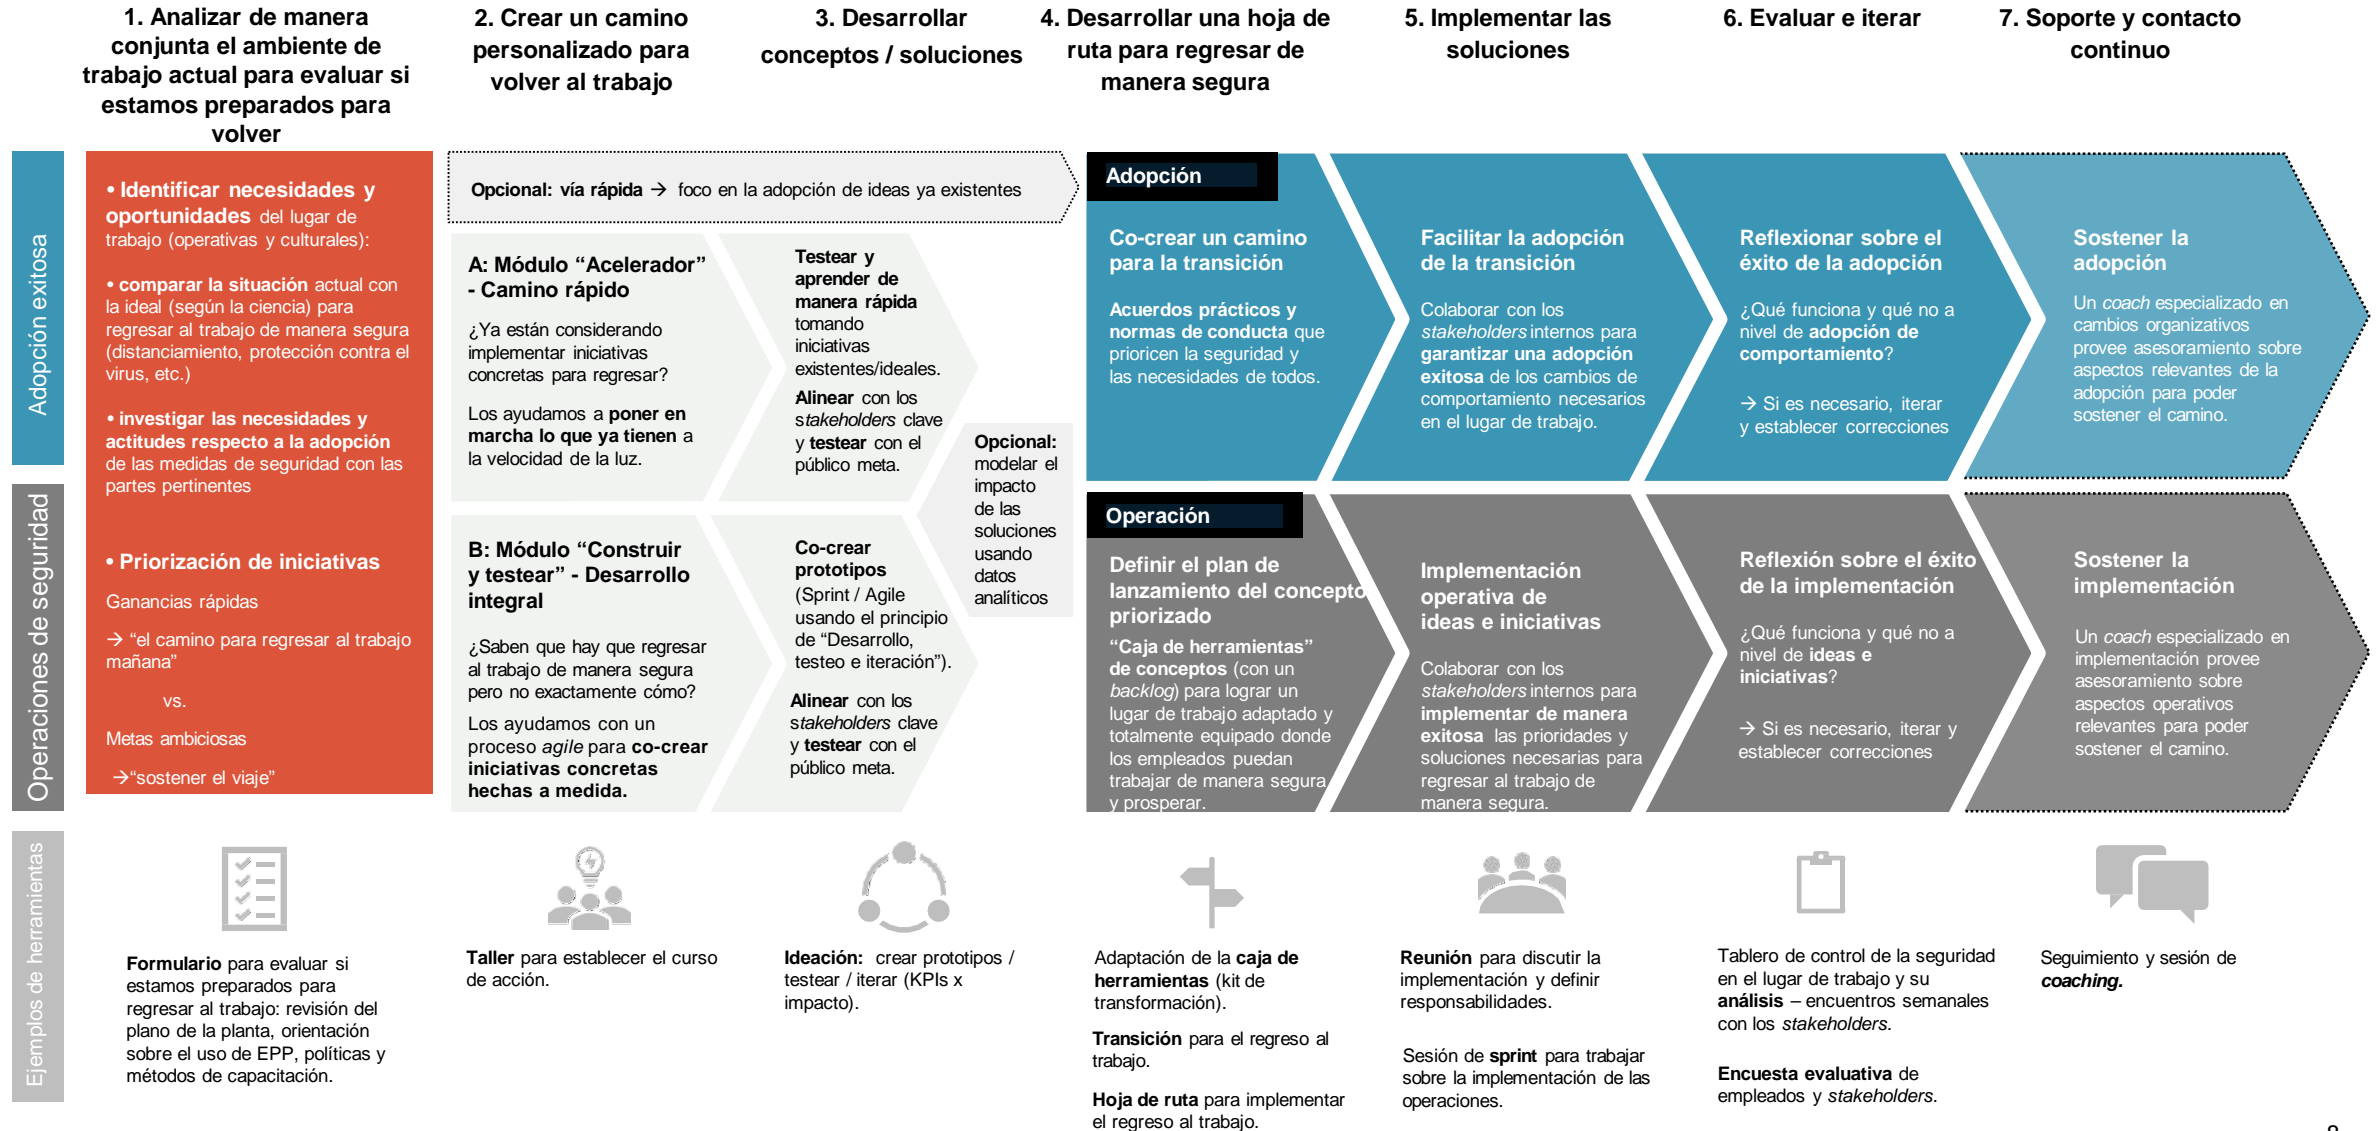 1. Analizar de manera
conjunta el ambiente de
trabajo actual para evaluar si
estamos preparados para
volver
2. Crear un camino
personalizado para
volver al trabajo
3. Desarrollar
conceptos / soluciones
4. Desarrollar una hoja de
ruta para regresar de
manera segura
5. Implementar las
soluciones
6. Evaluar e iterar
7. Soporte y contacto
continuo
Adopción exitosa
Operaciones de seguridad
Ejemplos de herramientas
• Identificar necesidades y
oportunidades del lugar de
trabajo (operativas y culturales):
• comparar la situación actual con
la ideal (según la ciencia) para
regresar al trabajo de manera segura
(distanciamiento, protección contra el
virus, etc.)
• investigar las necesidades y
actitudes respecto a la adopción
de las medidas de seguridad con las
partes pertinentes
• Priorización de iniciativas
Ganancias rápidas
→ “el camino para regresar al trabajo
mañana”
vs.
Metas ambiciosas
→“sostener el viaje”
Opcional: vía rápida → foco en la adopción de ideas ya existentes
A: Módulo “Acelerador”
- Camino rápido
¿Ya están considerando
implementar iniciativas
concretas para regresar?
Los ayudamos a poner en
marcha lo que ya tienen a
la velocidad de la luz.
Testear y
aprender de
manera rápida
tomando
iniciativas
existentes/ideales.
Alinear con los
stakeholders clave
y testear con el
público meta.
B: Módulo “Construir
y testear” - Desarrollo
integral
¿Saben que hay que regresar
al trabajo de manera segura
pero no exactamente cómo?
Los ayudamos con un
proceso agile para co-crear
iniciativas concretas
hechas a medida.
Co-crear
prototipos
(Sprint / Agile
usando el principio
de “Desarrollo,
testeo e iteración”).
Alinear con los
stakeholders clave
y testear con el
público meta.
Opcional:
modelar el
impacto
de las
soluciones
usando
datos
analíticos
Adopción
Co-crear un camino
para la transición
Acuerdos prácticos y
normas de conducta que
prioricen la seguridad y
las necesidades de todos.
Facilitar la adopción
de la transición
Colaborar con los
stakeholders internos para
garantizar una adopción
exitosa de los cambios de
comportamiento necesarios
en el lugar de trabajo.
Reflexionar sobre el
éxito de la adopción
¿Qué funciona y qué no a
nivel de adopción de
comportamiento?
→ Si es necesario, iterar
y establecer correcciones
Sostener la
adopción
Un coach especializado en
cambios organizativos
provee asesoramiento sobre
aspectos relevantes de la
adopción para poder
sostener el camino.
Operación
Definir el plan de
lanzamiento del concepto
priorizado
“Caja de herramientas”
de conceptos (con un
backlog) para lograr un
lugar de trabajo adaptado y
totalmente equipado donde
los empleados puedan
trabajar de manera segura
y prosperar.
Implementación
operativa de
ideas e iniciativas
Colaborar con los
stakeholders internos para
implementar de manera
exitosa las prioridades y
soluciones necesarias para
regresar al trabajo de
manera segura.
Reflexión sobre el éxito
de la implementación
¿Qué funciona y qué no a
nivel de ideas e
iniciativas?
→ Si es necesario, iterar y
establecer correcciones
Sostener la
implementación
Un coach especializado en
implementación provee
asesoramiento sobre
aspectos operativos
relevantes para poder
sostener el camino.
Formulario para evaluar si
estamos preparados para
regresar al trabajo: revisión del
plano de la planta, orientación
sobre el uso de EPP, políticas y
métodos de capacitación.
Taller para establecer el curso
de acción.
Ideación: crear prototipos /
testear / iterar (KPIs x
impacto).
Adaptación de la caja de
herramientas (kit de
transformación).
Transición para el regreso al
trabajo.
Hoja de ruta para implementar
el regreso al trabajo.
Reunión para discutir la
implementación y definir
responsabilidades.
Sesión de sprint para trabajar
sobre la implementación de las
operaciones.
Tablero de control de la seguridad
en el lugar de trabajo y su
análisis – encuentros semanales
con los stakeholders.
Encuesta evaluativa de
empleados y stakeholders.
Seguimiento y sesión de
coaching.